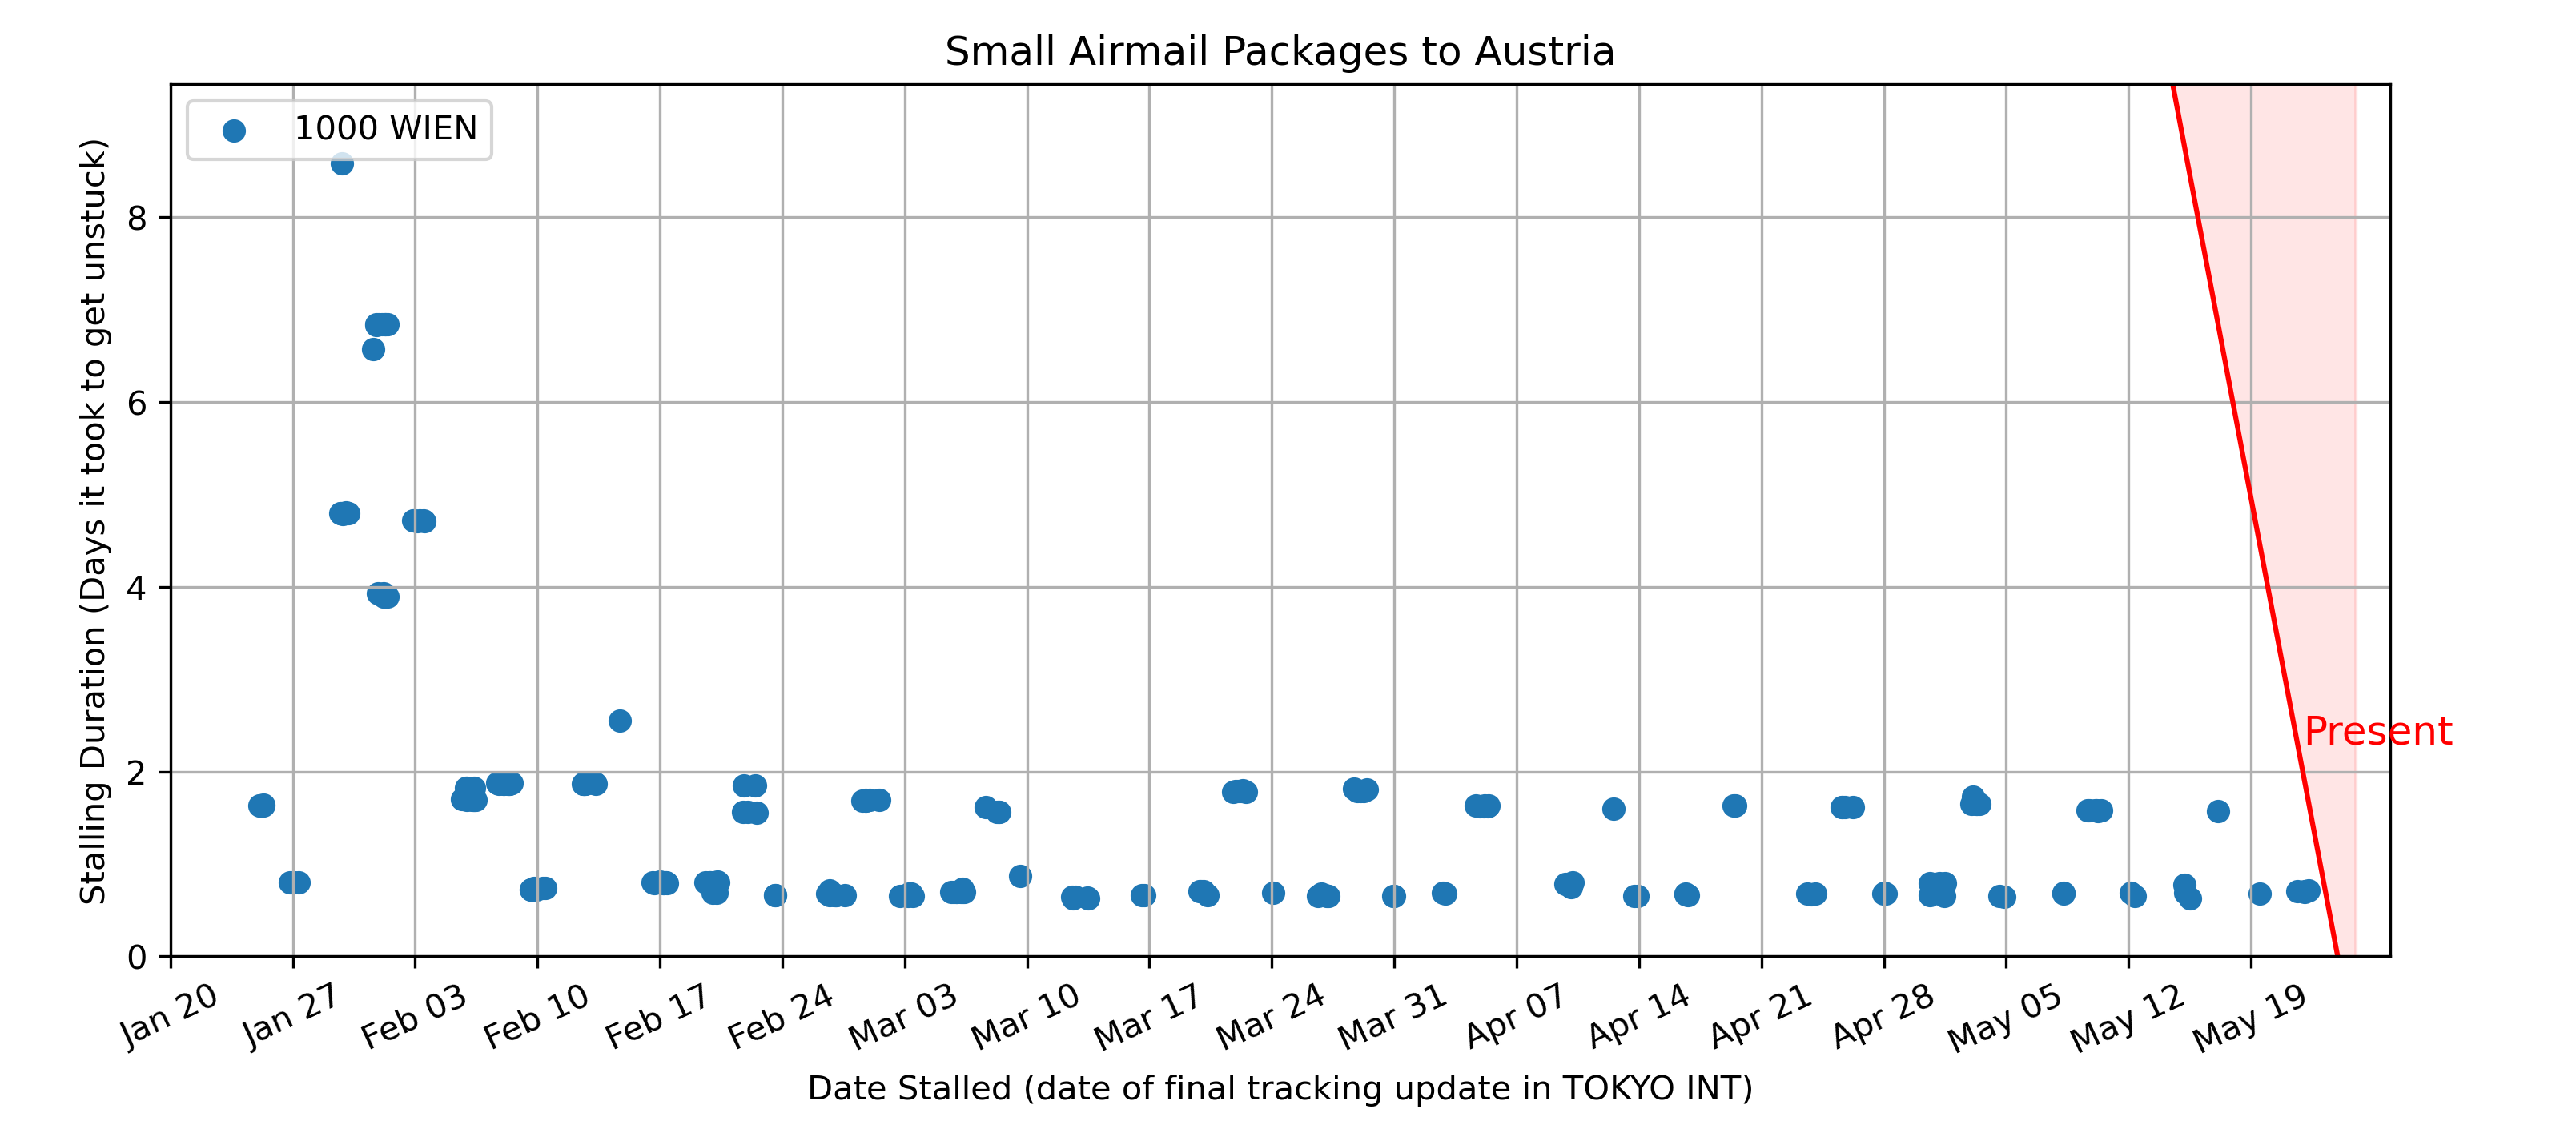 Small Airmail Packages to Austria
1000 WIEN
Stalling Duration (Days it took to get unstuck)
8
6
4
2
0
Present
Jan 20 Jan 27 Feb 03 Feb 10 Feb 17 Feb 24 Mar 03 Mar 10 Mar 17 Mar 24 Mar 31 Apr 07 Apr 14 Apr 21 Apr 28 May 05 May 12 May 19
Date Stalled (date of final tracking update in TOKYO INT)